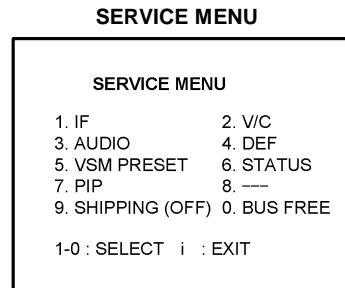 SERVICE MENU
SERVICE MENU
1. IF 2. V/C
3. AUDIO 4. DEF
5. VSM PRESET 6. STATUS
7. PIP 8. ---
9. SHIPPING (OFF) 0. BUS FREE
1-0 : SELECT i : EXIT